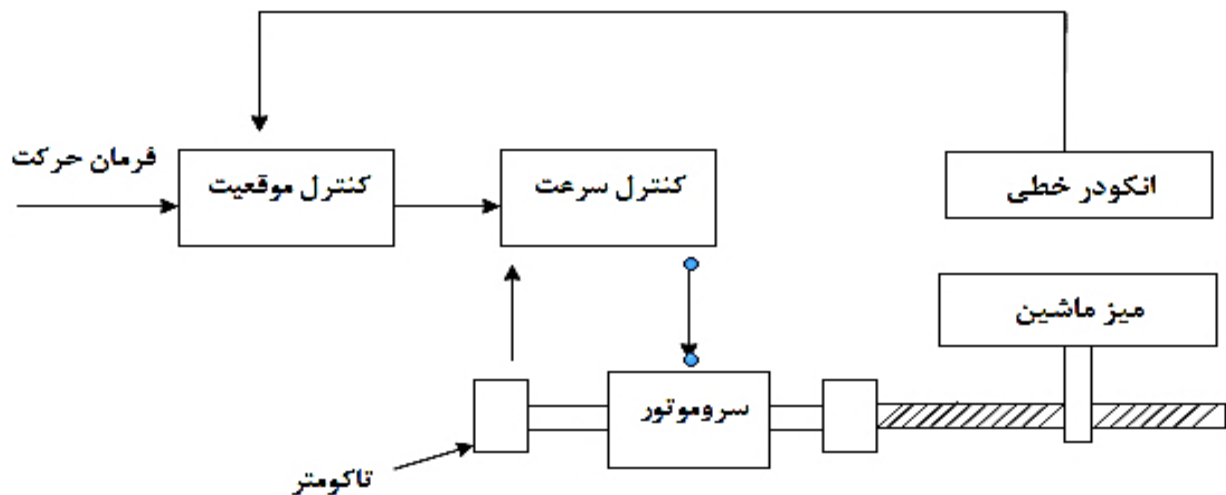 فرمان حرکت
کنترل موقعیت
کنترل سرعت
انکودر خطی
میز ماشین
سروموتور
تاکومتر